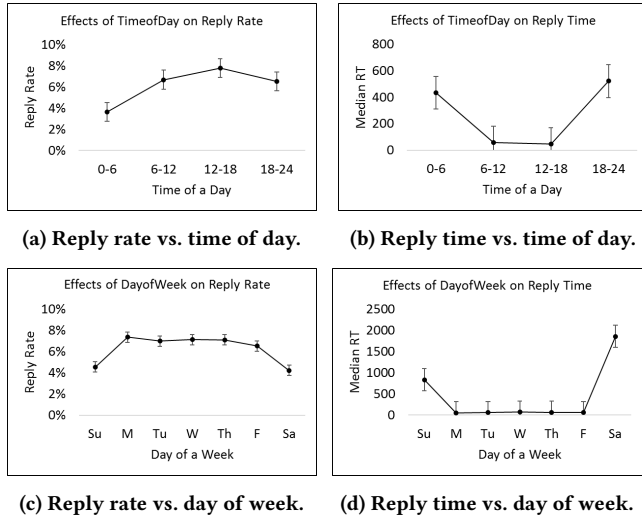 Effects of TimeofDay on Reply Rate
10%
8%
6%
4%
2%
0%
Reply Rate
0-6 6-12 12-18 18-24
Time of a Day
(a) Reply rate vs. time of day.
Effects of TimeofDay on Reply Time
800
600
400
200
0
Median RT
0-6 6-12 12-18 18-24
Time of a Day
(b) Reply time vs. time of day.
Effects of DayofWeek on Reply Rate
10%
8%
6%
4%
2%
0%
Reply Rate
Su M Tu W Th F Sa
Day of a Week
(c) Reply rate vs. day of week.
Effects of DayofWeek on Reply Time
2500
2000
1500
1000
500
0
Median RT
Su M Tu W Th F Sa
Day of a Week
(d) Reply time vs. day of week.